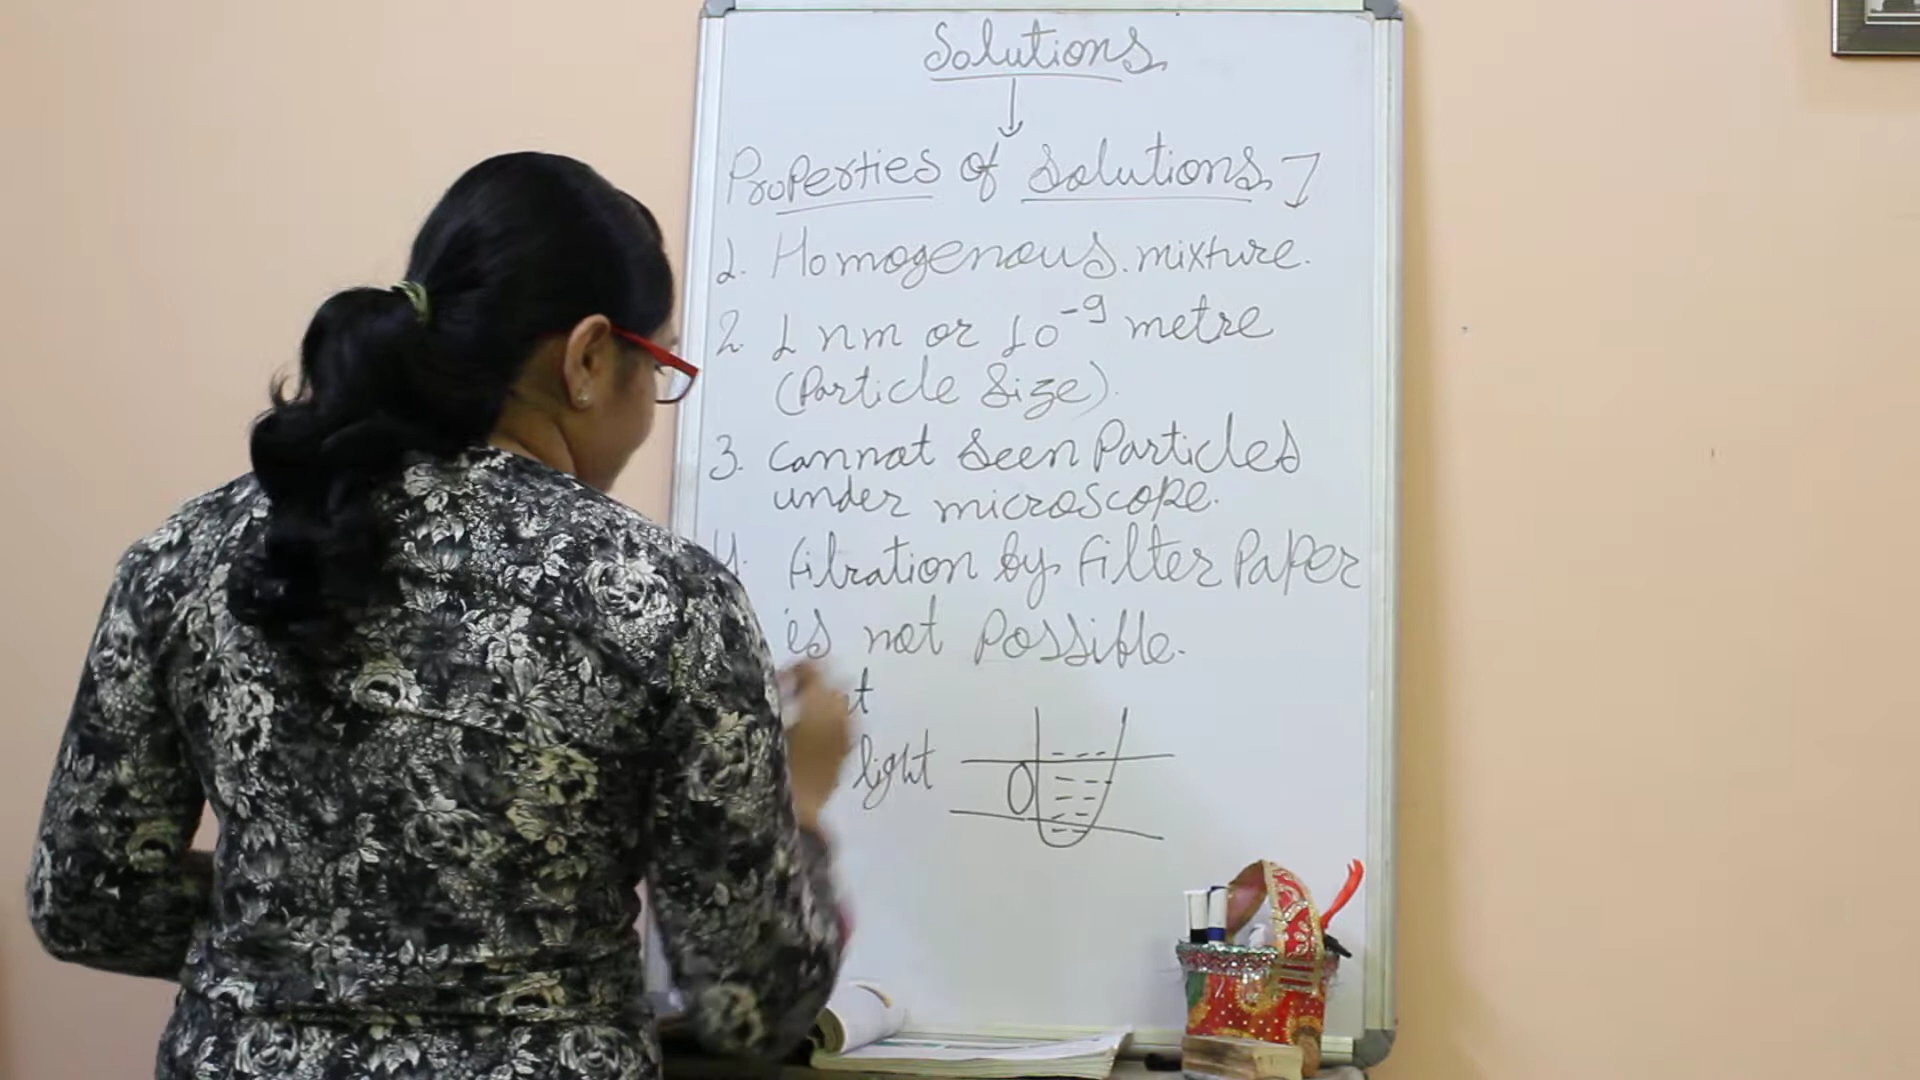 Solutions
Properties of Solutions
1. Homogenous mixture.
2. 1 nm or 10⁻⁹ metre
(Particle Size).
3. cannot Seen Particles
under microscope.
4. Filration by Filter Paper
is not Possible.
light